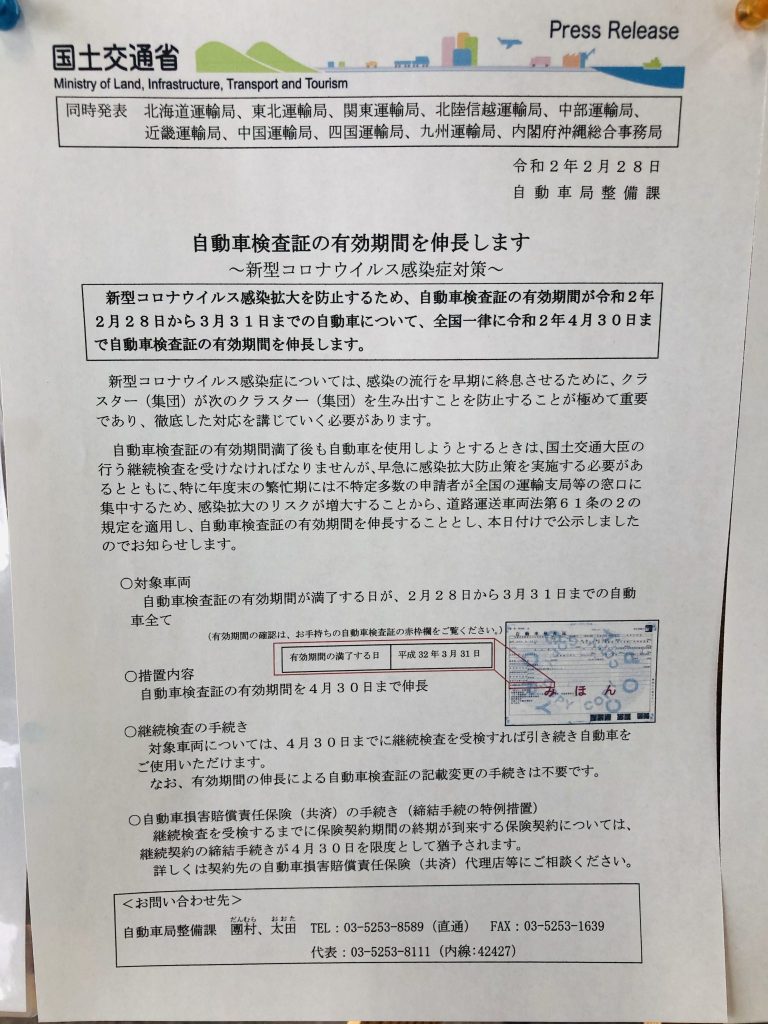 Press Release
国土交通省
Ministry of Land, Infrastructure, Transport and Tourism
同時発表 北海道運輸局、東北運輸局、関東運輸局、北陸信越運輸局、中部運輸局、
近畿運輸局、中国運輸局、四国運輸局、九州運輸局、内閣府沖縄総合事務局
令和2年2月28日
自動車局整備課
自動車検査証の有効期間を伸長します
～新型コロナウイルス感染症対策～
新型コロナウイルス感染拡大を防止するため、自動車検査証の有効期間が令和2年
2月28日から3月31日までの自動車について、全国一律に令和2年4月30日ま
で自動車検査証の有効期間を伸長します。
新型コロナウイルス感染症については、感染の流行を早期に終息させるために、クラ
スター（集団）が次のクラスター（集団）を生み出すことを防止することが極めて重要
であり、徹底した対応を講じていく必要があります。
自動車検査証の有効期間満了後も自動車を使用しようとするときは、国土交通大臣の
行う継続検査を受けなければなりませんが、早急に感染拡大防止策を実施する必要があ
るとともに、特に年度末の繁忙期には不特定多数の申請者が全国の運輸支局等の窓口に
集中するため、感染拡大のリスクが増大することから、道路運送車両法第61条の2の
規定を適用し、自動車検査証の有効期間を伸長することとし、本日付けで公示しました
のでお知らせします。
○対象車両
自動車検査証の有効期間が満了する日が、2月28日から3月31日までの自動
車全て
（有効期間の確認は、お手持ちの自動車検査証の赤枠欄をご覧ください。）
有効期間の満了する日 平成32年3月31日
みほん
○措置内容
自動車検査証の有効期間を4月30日まで伸長
○継続検査の手続き
対象車両については、4月30日までに継続検査を受検すれば引き続き自動車を
ご使用いただけます。
なお、有効期間の伸長による自動車検査証の記載変更の手続きは不要です。
○自動車損害賠償責任保険（共済）の手続き（締結手続の特例措置）
継続検査を受検するまでに保険契約期間の終期が到来する保険契約については、
継続契約の締結手続きが4月30日を限度として猶予されます。
詳しくは契約先の自動車損害賠償責任保険（共済）代理店等にご相談ください。
＜お問い合わせ先＞
だんむら おおた
自動車局整備課 團村、太田 TEL：03-5253-8589（直通） FAX：03-5253-1639
代表：03-5253-8111（内線:42427）